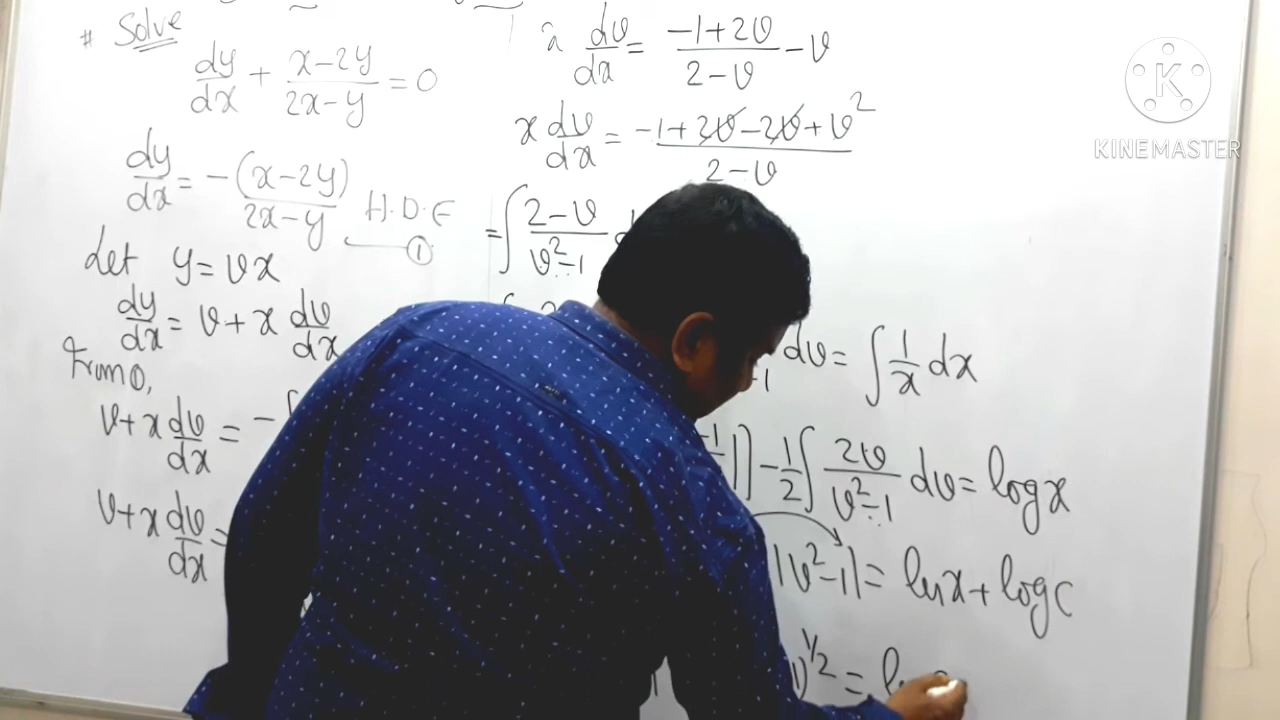 # Solve
dy/dx + (x-2y)/(2x-y) = 0
dy/dx = -(x-2y)/(2x-y) H.D.E ①
Let y = vx
dy/dx = v + x dv/dx
From ①,
v + x dv/dx = -
v + x dv/dx =
x dv/dx = (-1+2v)/(2-v) - v
x dv/dx = (-1+2v-2v+v²)/(2-v)
= ∫ (2-v)/(v²-1)
dv = ∫ 1/x dx
|] - 1/2 ∫ 2v/(v²-1) dv = log x
|v²-1| = ln x + log c
)^1/2 =
K
KINEMASTER